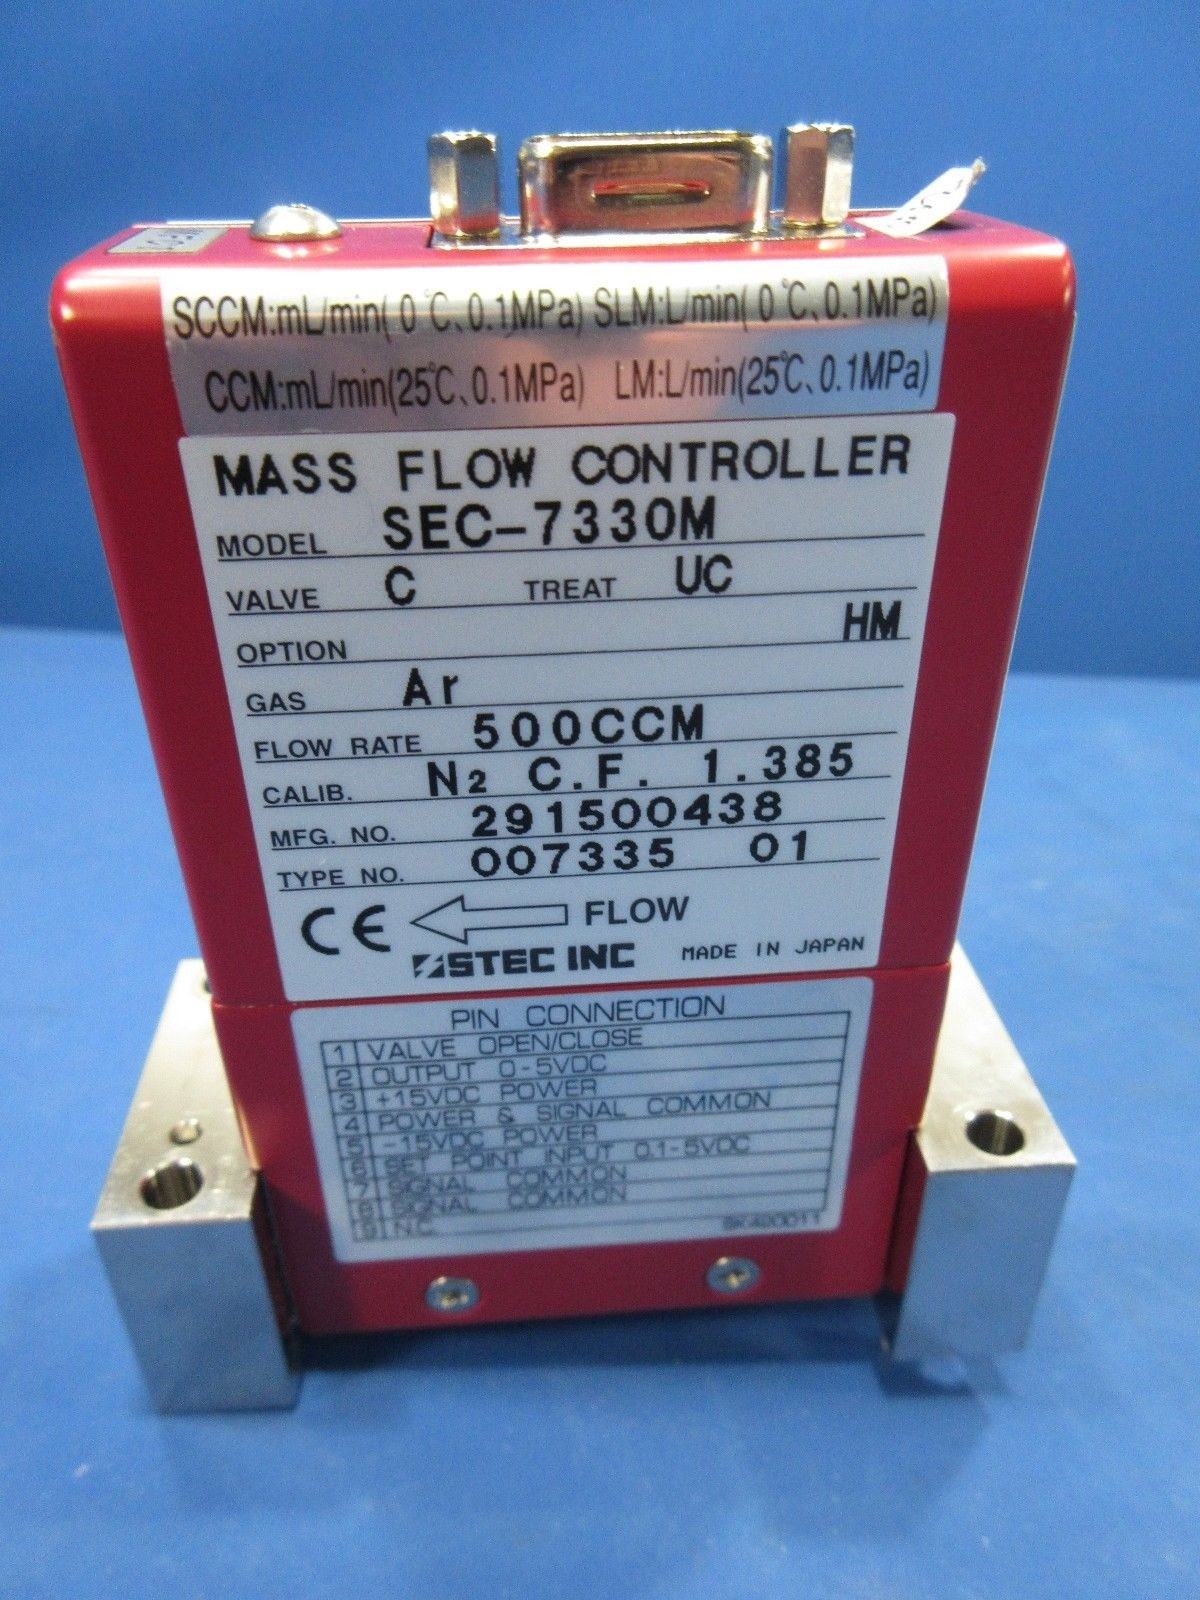 SCCM:mL/min(0℃、0.1MPa) SLM:L/min(0℃、0.1MPa)
CCM:mL/min(25℃、0.1MPa) LM:L/min(25℃、0.1MPa)
MASS FLOW CONTROLLER
MODEL SEC-7330M
VALVE C TREAT UC
OPTION HM
GAS Ar
FLOW RATE 500CCM
CALIB. N2 C.F. 1.385
MFG. NO. 291500438
TYPE NO. 007335 01
CE FLOW
STEC INC MADE IN JAPAN
PIN CONNECTION
1 VALVE OPEN/CLOSE
2 OUTPUT 0-5VDC
3 +15VDC POWER
4 POWER & SIGNAL COMMON
5 -15VDC POWER
6 SET POINT INPUT 0.1-5VDC
7 SIGNAL COMMON
8 SIGNAL COMMON
9 N.C.